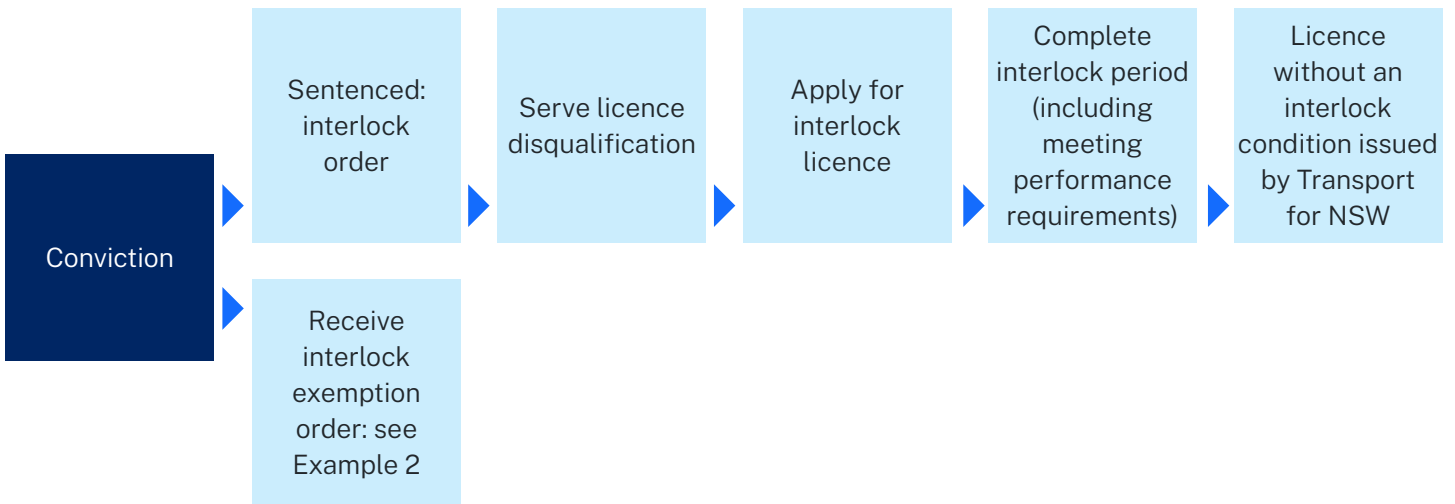 Conviction
Sentenced:
interlock
order
Serve licence
disqualification
Apply for
interlock
licence
Complete
interlock period
(including
meeting
performance
requirements)
Licence
without an
interlock
condition issued
by Transport
for NSW
Receive
interlock
exemption
order: see
Example 2